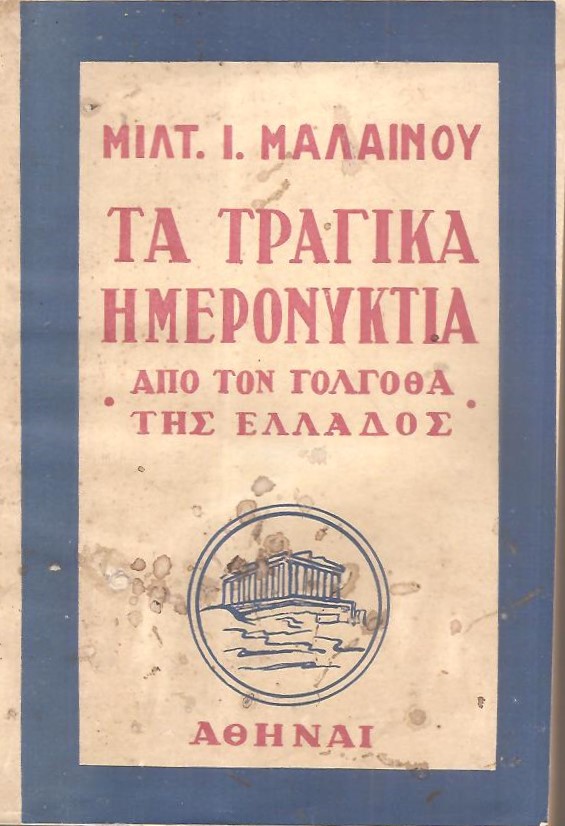 ΜΙΛΤ. Ι. ΜΑΛΑΙΝΟΥ
ΤΑ ΤΡΑΓΙΚΑ
ΗΜΕΡΟΝΥΚΤΙΑ
ΑΠΟ ΤΟΝ ΓΟΛΓΟΘΑ
• ΤΗΣ ΕΛΛΑΔΟΣ •
ΑΘΗΝΑΙ